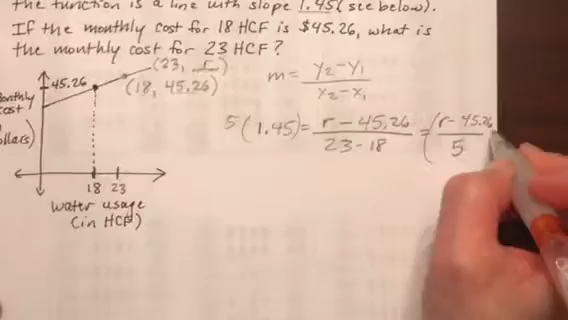 the function is a line with slope 1.45 (see below).
If the monthly cost for 18 HCF is $45.26, what is
the monthly cost for 23 HCF?
(23, r)
45.26
(18, 45.26)
m = y2-y1
x2-x1
cost
5(1.45) = r - 45.26 = (r - 45.26
23-18
5
18 23
water usage
(in HCF)